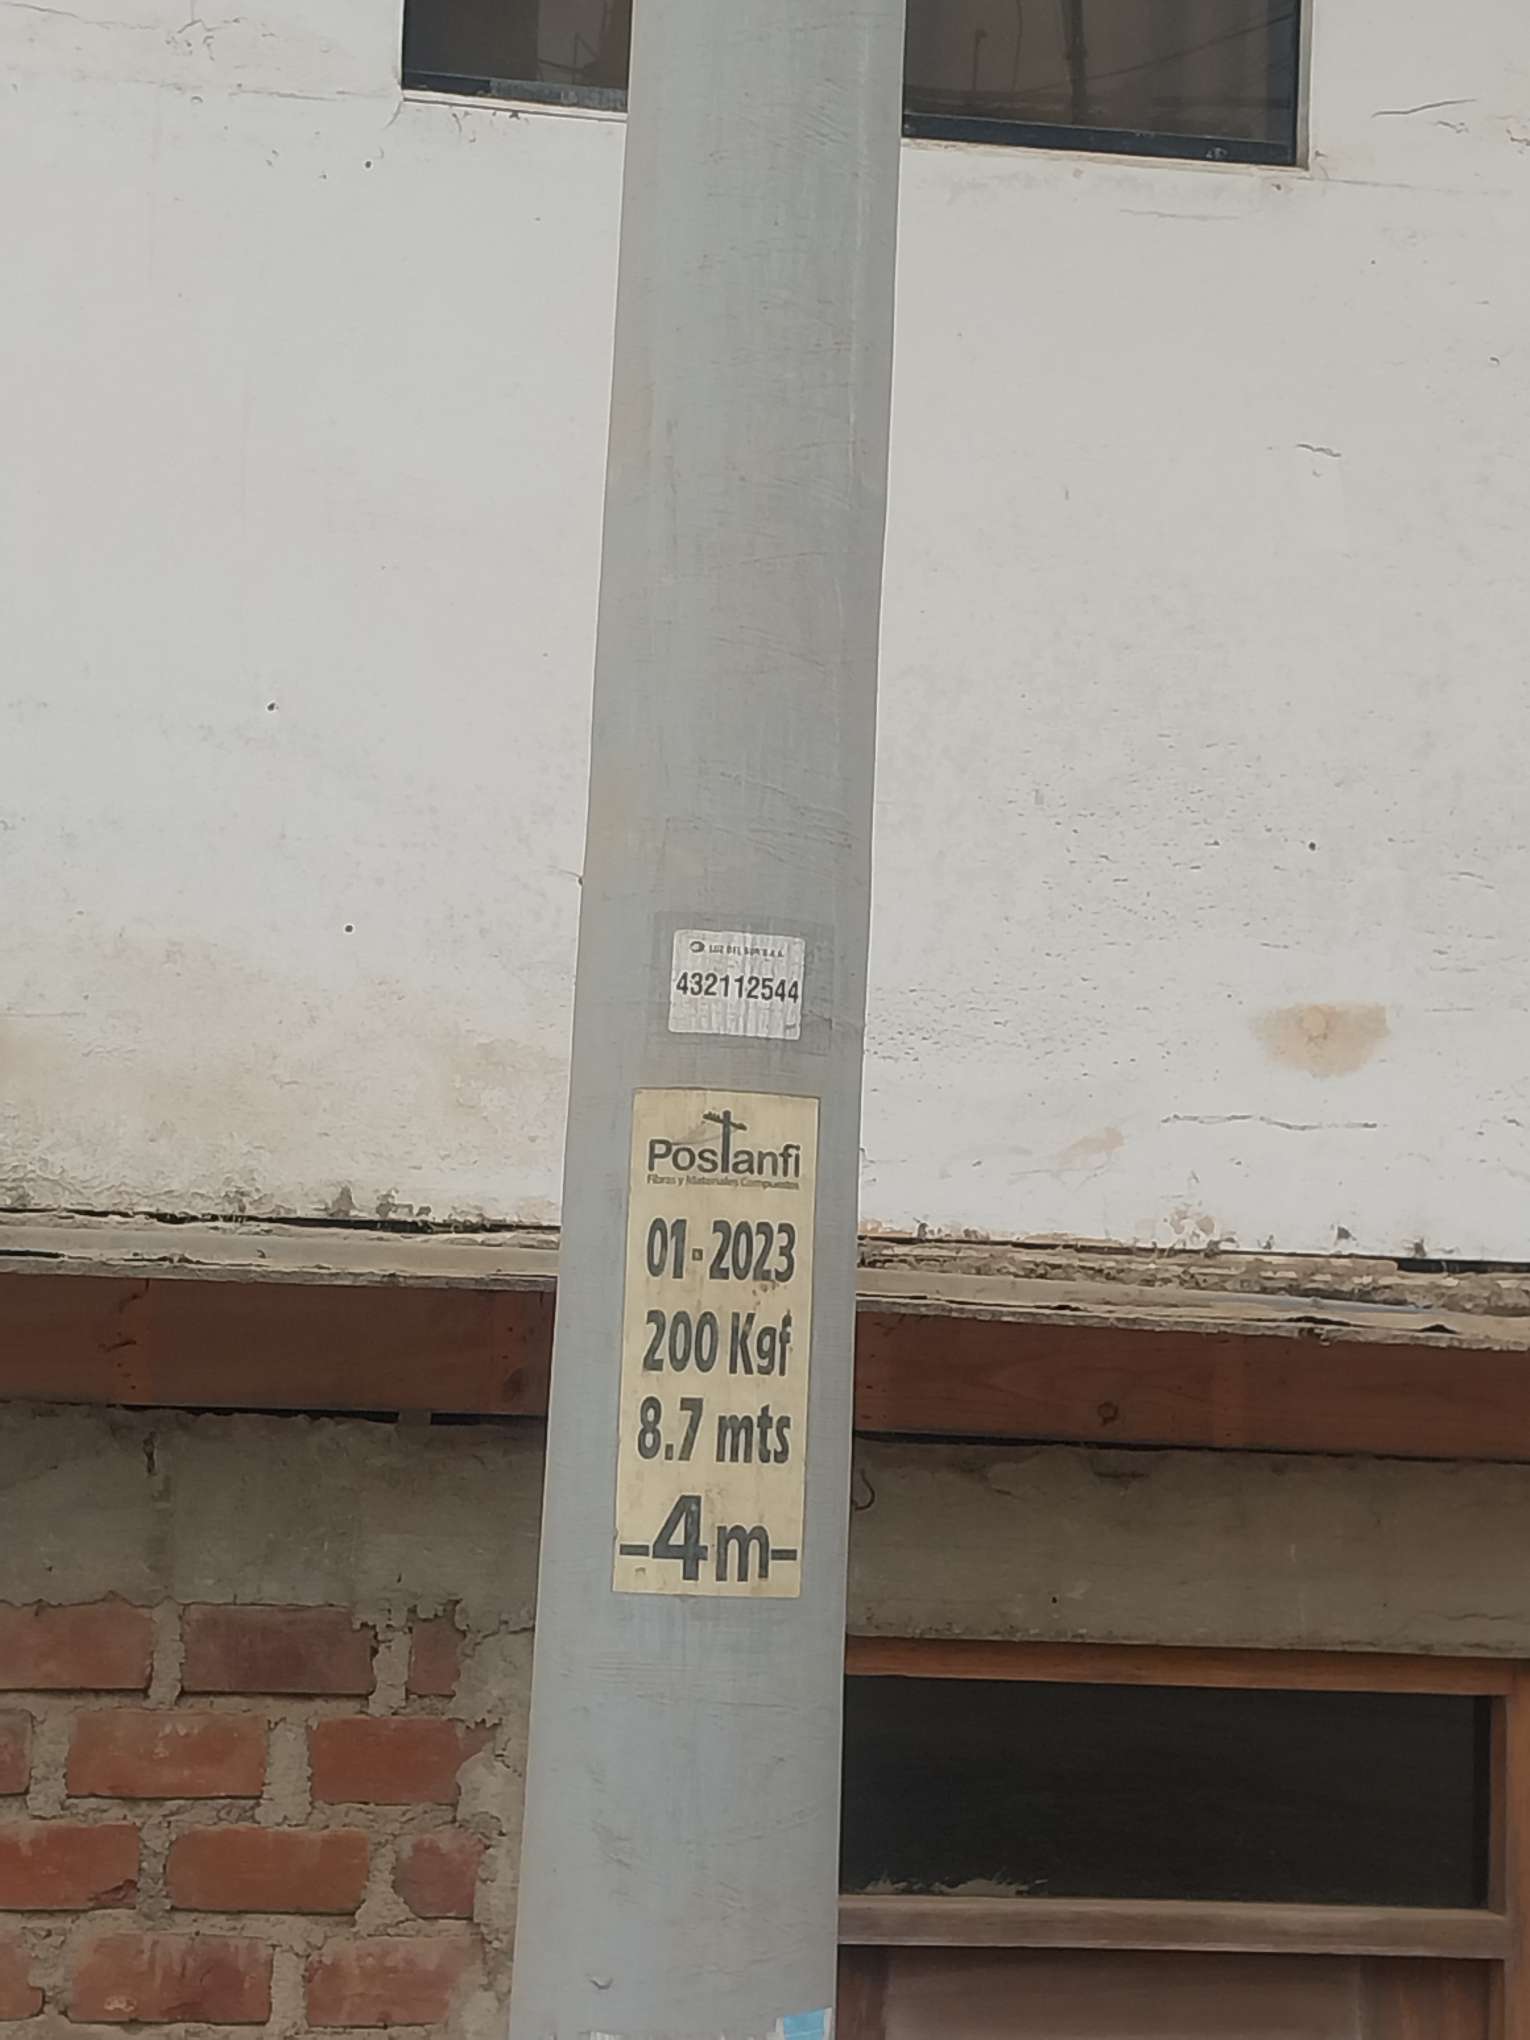 LUZ DEL SUR S.A.A.
432112544
Postanfi
Fibras y Materiales Compuestos
01-2023
200 Kgf
8.7 mts
-4m-